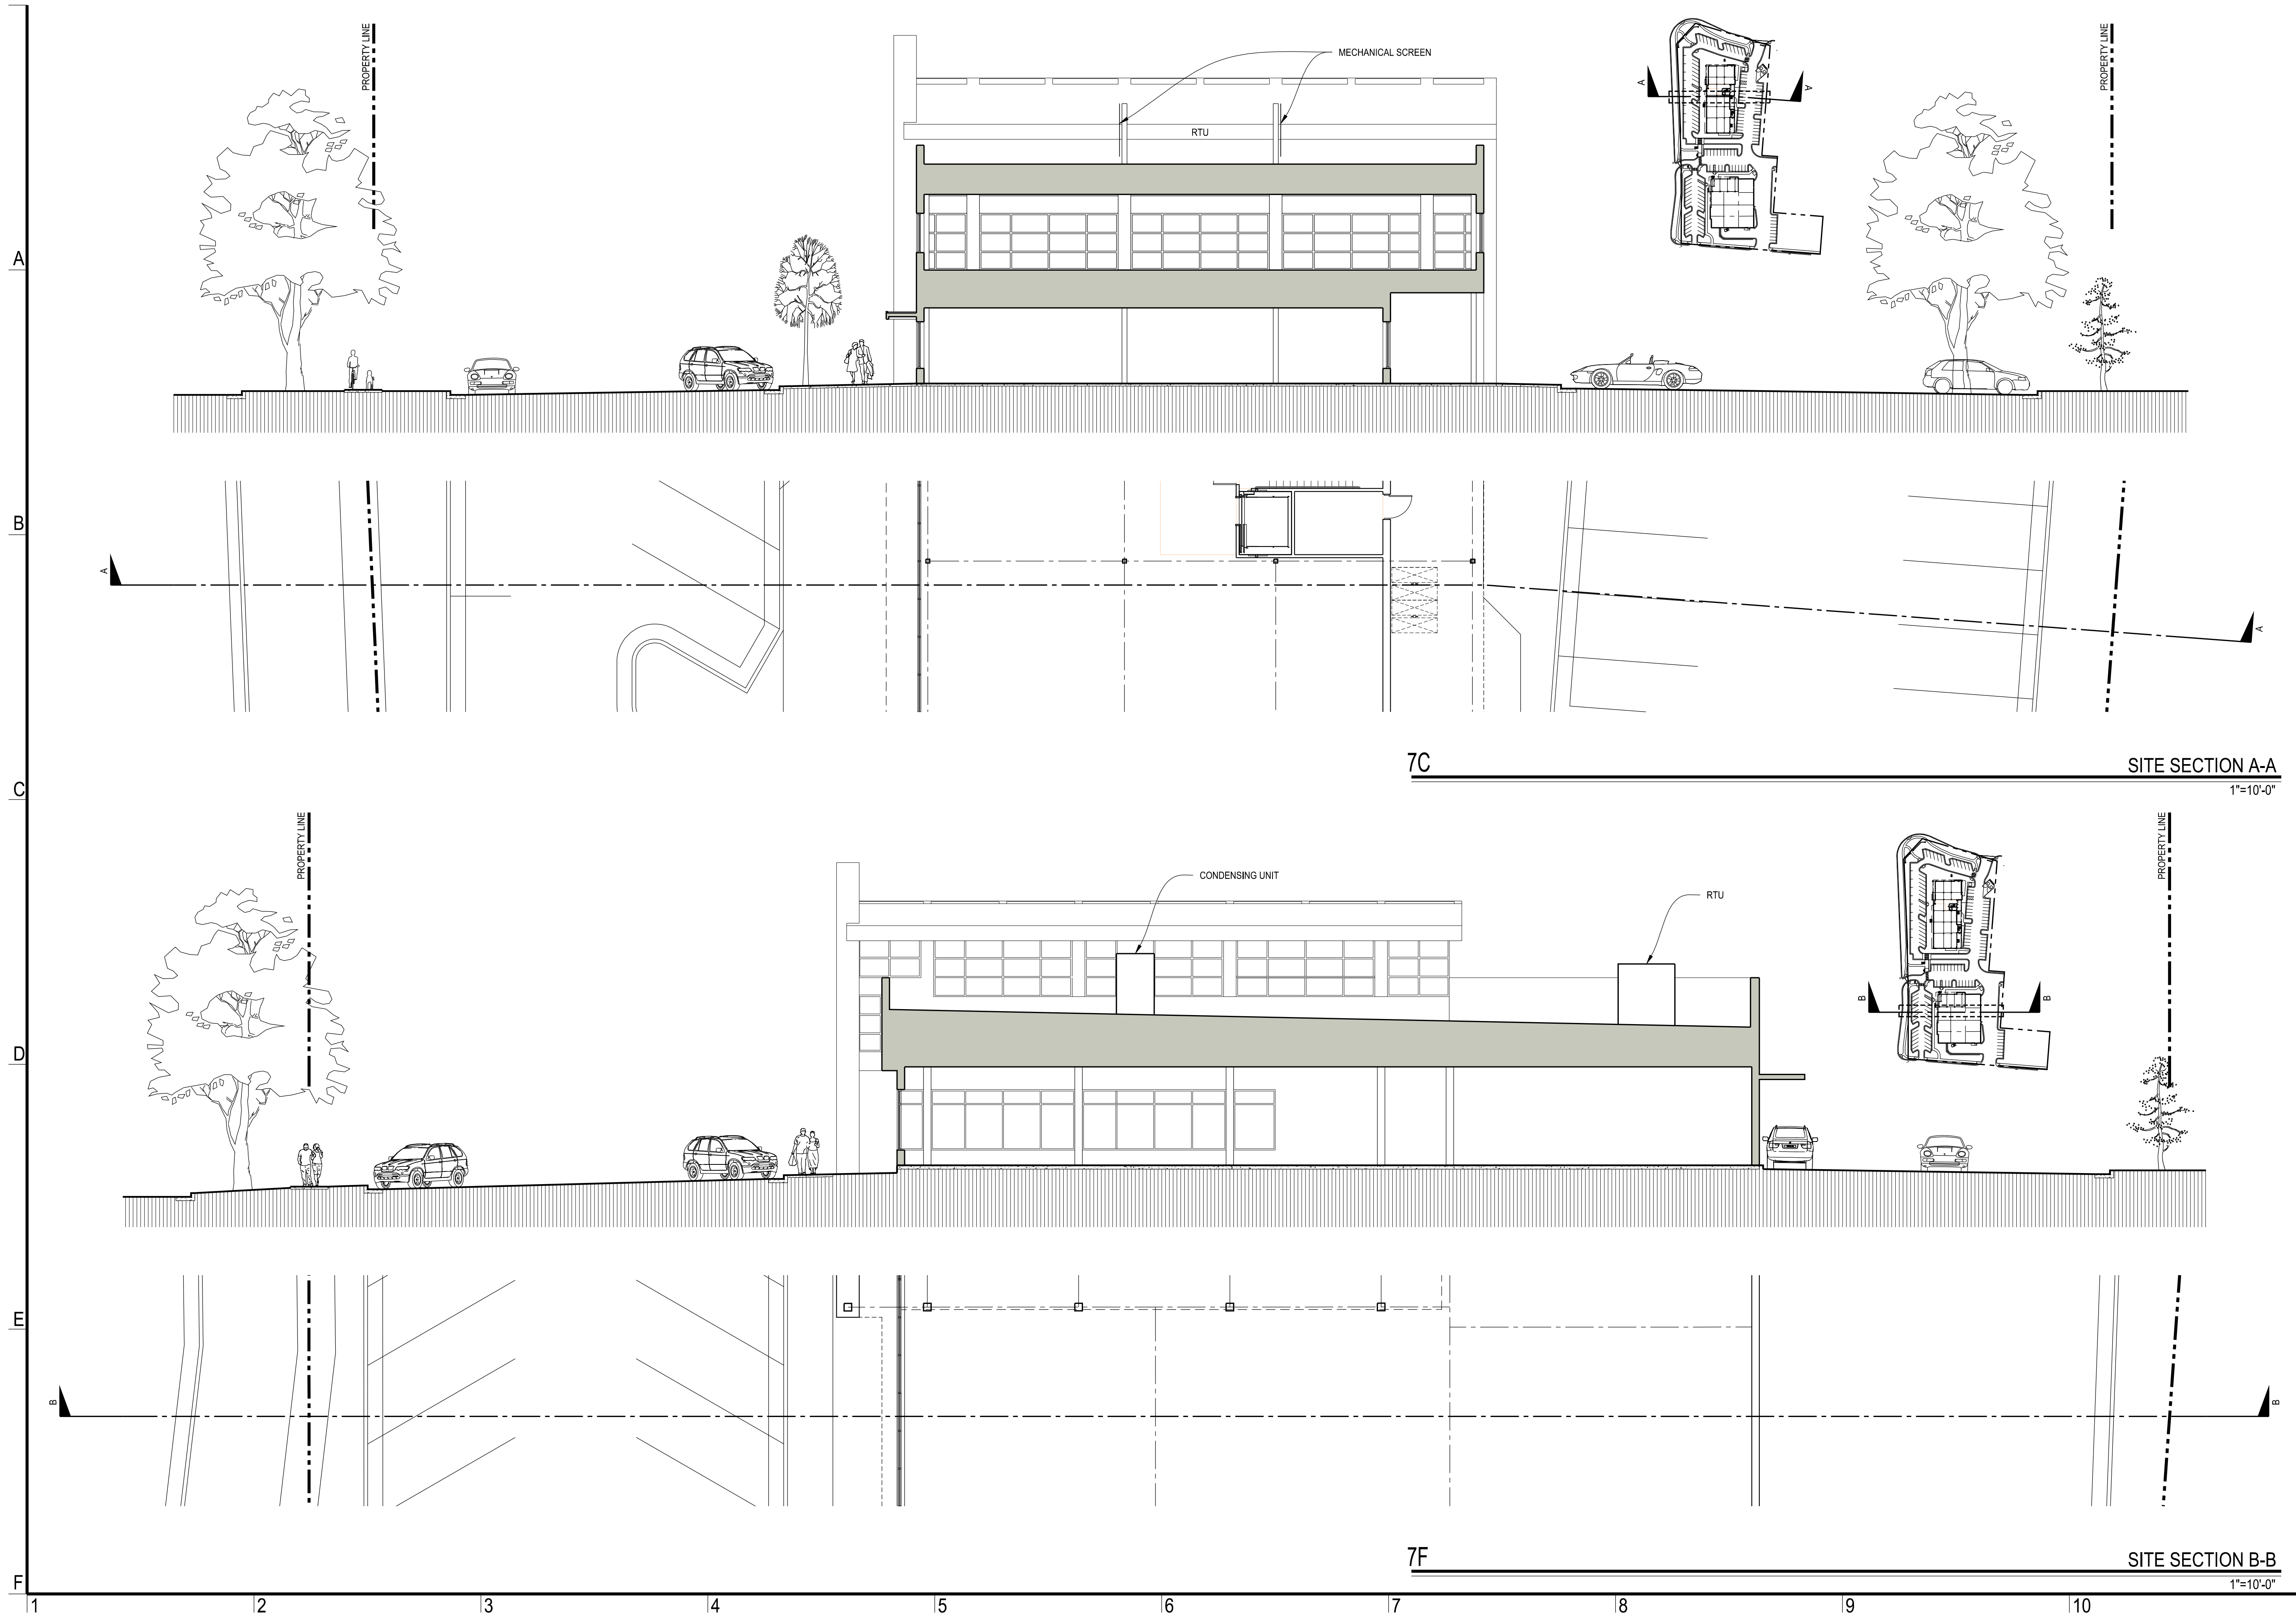 PROPERTY LINE
MECHANICAL SCREEN
RTU
A
A
PROPERTY LINE
A
B
A
A
7C
SITE SECTION A-A
1"=10'-0"
C
PROPERTY LINE
CONDENSING UNIT
RTU
B
B
PROPERTY LINE
D
E
B
B
7F
SITE SECTION B-B
1"=10'-0"
F
1
2
3
4
5
6
7
8
9
10